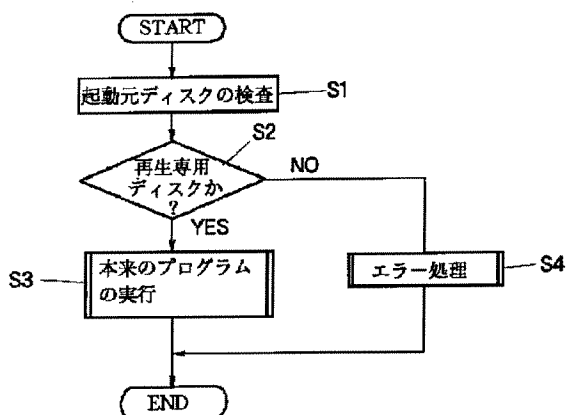 START
起動元ディスクの検査
S1
S2
再生専用
ディスクか
?
NO
YES
S3
本来のプログラム
の実行
エラー処理
S4
END